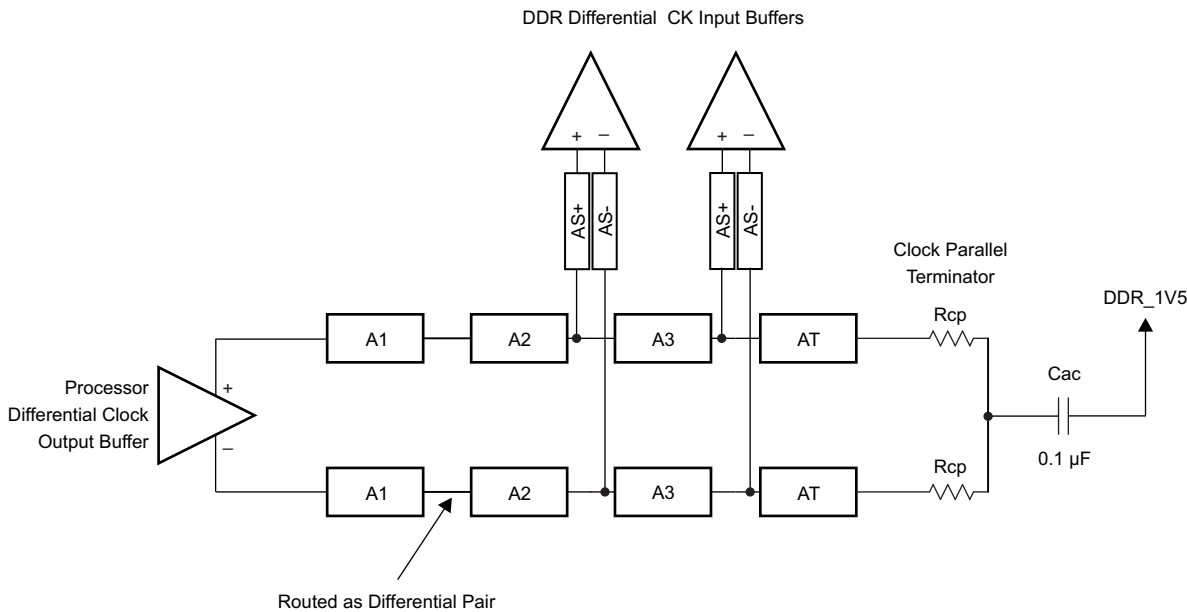 DDR Differential CK Input Buffers
+ –
+ –
AS+
AS-
AS+
AS-
Clock Parallel
Terminator
DDR_1V5
Rcp
A1
A2
A3
AT
Cac
Processor
Differential Clock
Output Buffer
+
–
0.1 µF
Rcp
A1
A2
A3
AT
Routed as Differential Pair